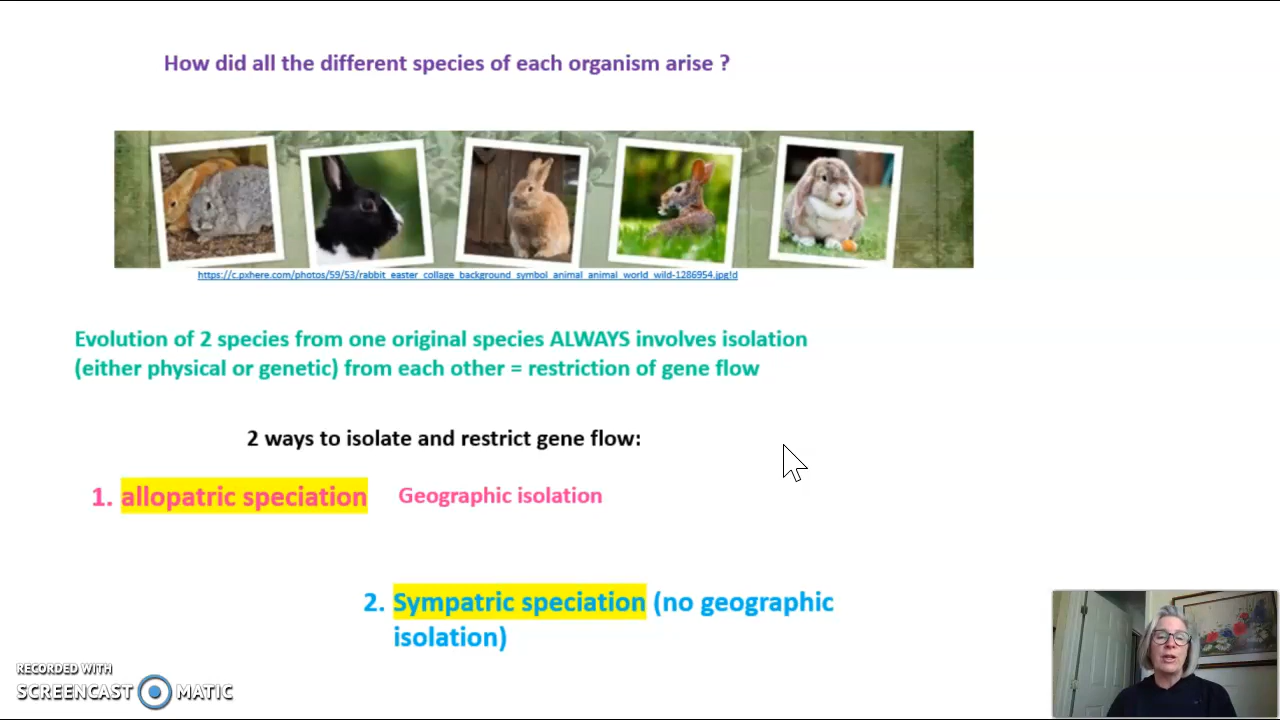 How did all the different species of each organism arise ?
https://c.pxhere.com/photos/59/53/rabbit_easter_collage_background_symbol_animal_animal_world_wild-1286954.jpg!d
Evolution of 2 species from one original species ALWAYS involves isolation
(either physical or genetic) from each other = restriction of gene flow
2 ways to isolate and restrict gene flow:
1. allopatric speciation Geographic isolation
2. Sympatric speciation (no geographic
isolation)
RECORDED WITH
SCREENCAST MATIC